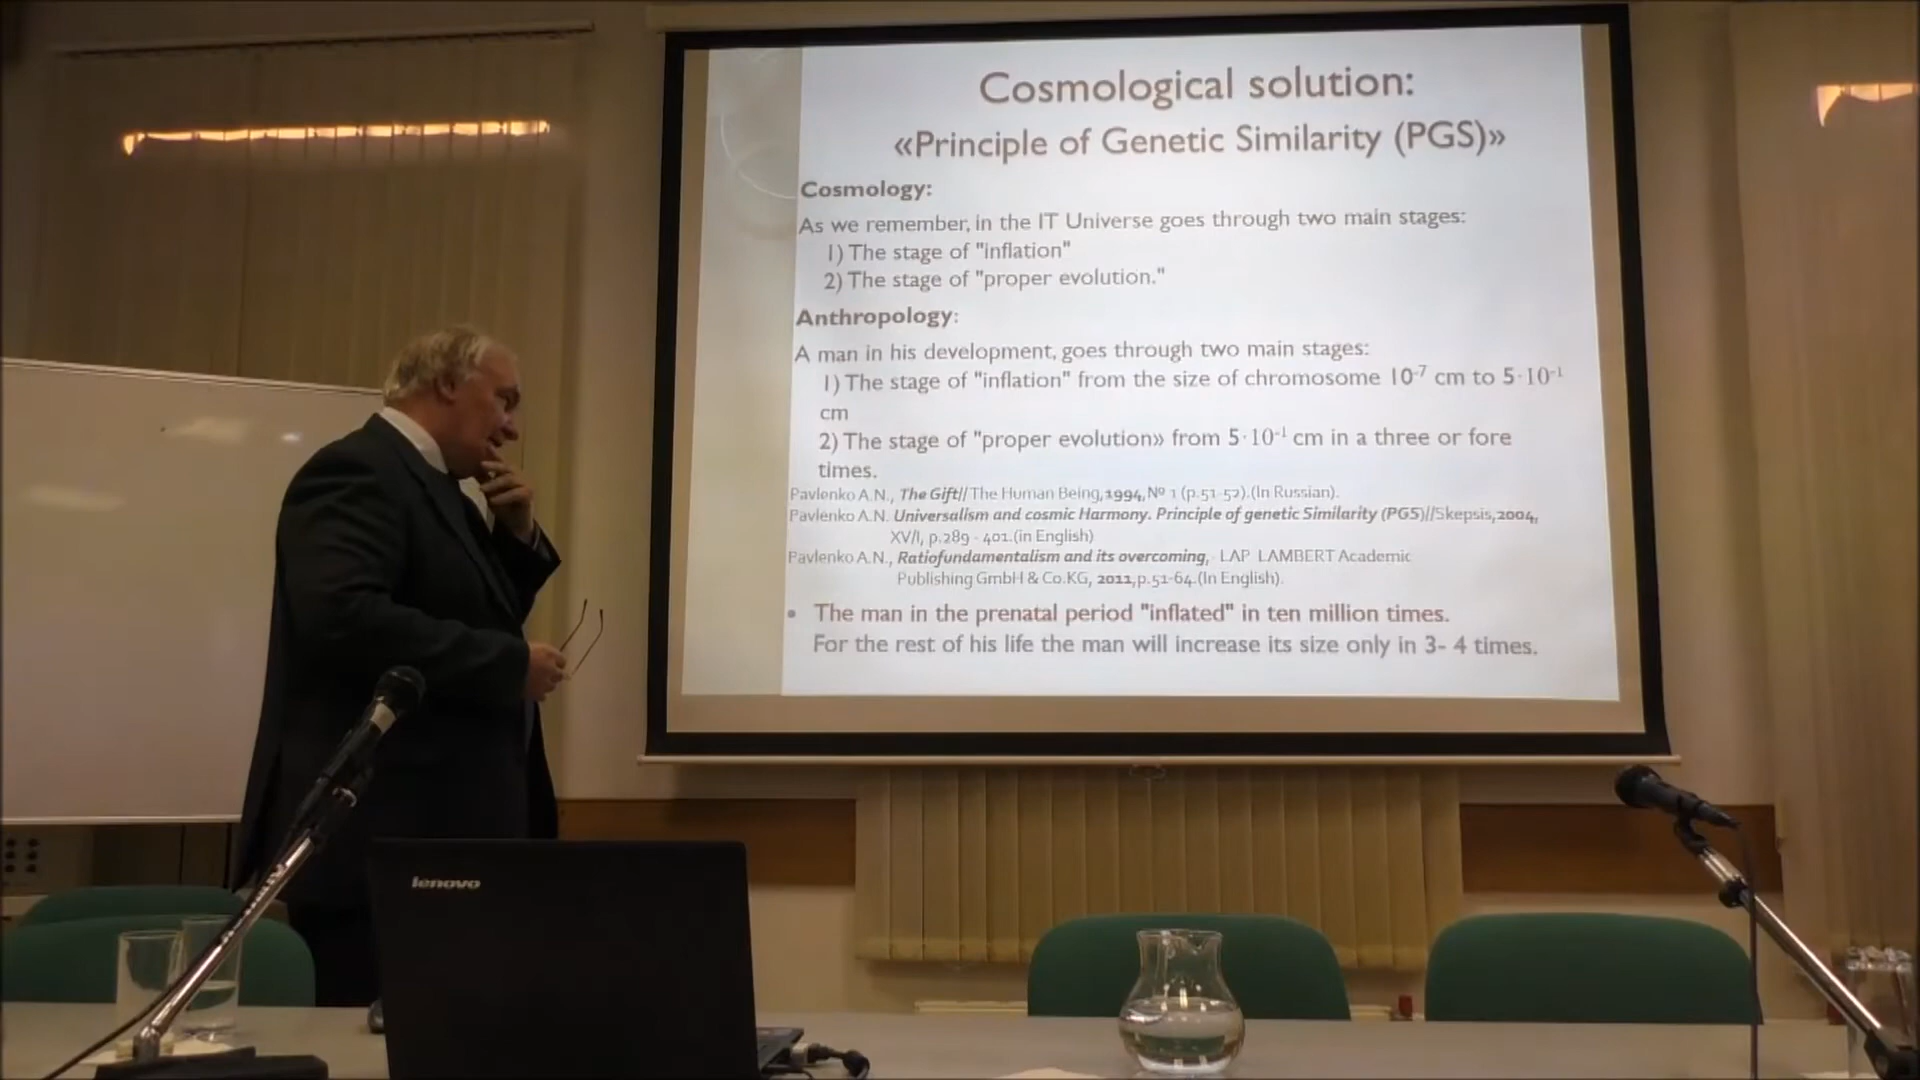 Cosmological solution:
«Principle of Genetic Similarity (PGS)»
Cosmology:
As we remember, in the IT Universe goes through two main stages:
1) The stage of "inflation"
2) The stage of "proper evolution."
Anthropology:
A man in his development, goes through two main stages:
1) The stage of "inflation" from the size of chromosome 10⁻⁷ cm to 5·10⁻¹
cm
2) The stage of "proper evolution» from 5·10⁻¹ cm in a three or fore
times.
Pavlenko A.N., The Gift// The Human Being, 1994, № 1 (p.51-52).(In Russian).
Pavlenko A.N. Universalism and cosmic Harmony. Principle of genetic Similarity (PGS)//Skepsis, 2004,
XV/I, p.289 - 401.(in English)
Pavlenko A.N., Ratiofundamentalism and its overcoming, - LAP LAMBERT Academic
Publishing GmbH & Co.KG, 2011, p.51-64.(In English).
• The man in the prenatal period "inflated" in ten million times.
For the rest of his life the man will increase its size only in 3- 4 times.
lenovo